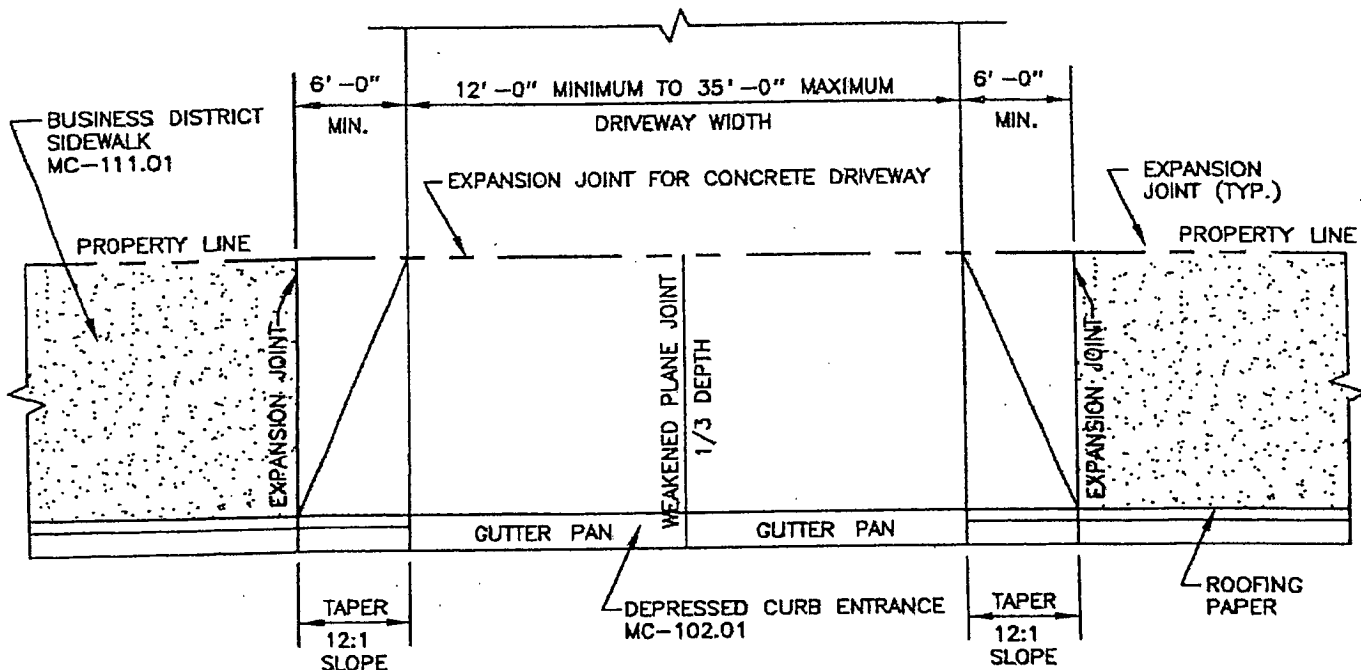 6'-0"
12'-0" MINIMUM TO 35'-0" MAXIMUM
6'-0"
MIN.
DRIVEWAY WIDTH
MIN.
BUSINESS DISTRICT
SIDEWALK
MC-111.01
EXPANSION JOINT FOR CONCRETE DRIVEWAY
EXPANSION
JOINT (TYP.)
PROPERTY LINE
PROPERTY LINE
EXPANSION JOINT
WEAKENED PLANE JOINT
1/3 DEPTH
EXPANSION JOINT
GUTTER PAN
GUTTER PAN
TAPER
12:1
SLOPE
DEPRESSED CURB ENTRANCE
MC-102.01
TAPER
12:1
SLOPE
ROOFING
PAPER